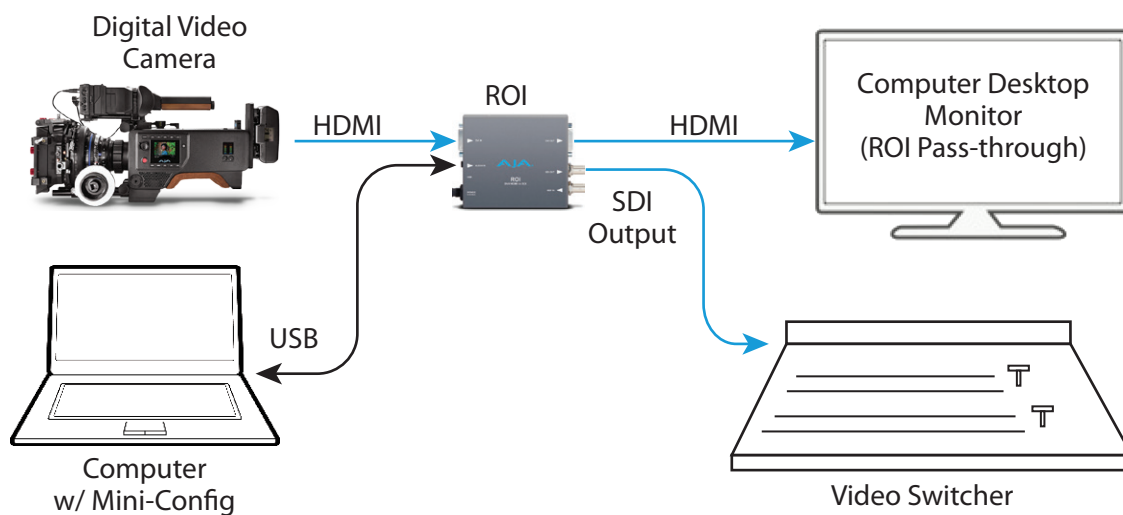 Digital Video
Camera
HDMI
ROI
HDMI
Computer Desktop
Monitor
(ROI Pass-through)
AJA
ROI
SDI
Output
USB
Computer
w/ Mini-Config
Video Switcher